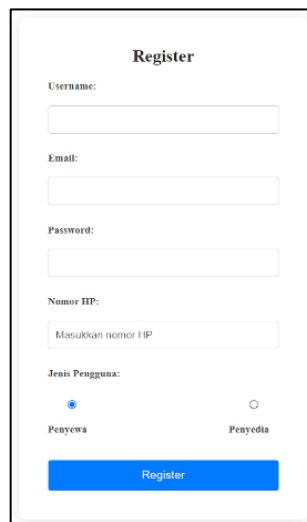 Register
Username:
Email:
Password:
Nomor HP:
Masukkan nomor HP
Jenis Pengguna:
Penyewa Penyedia
Register